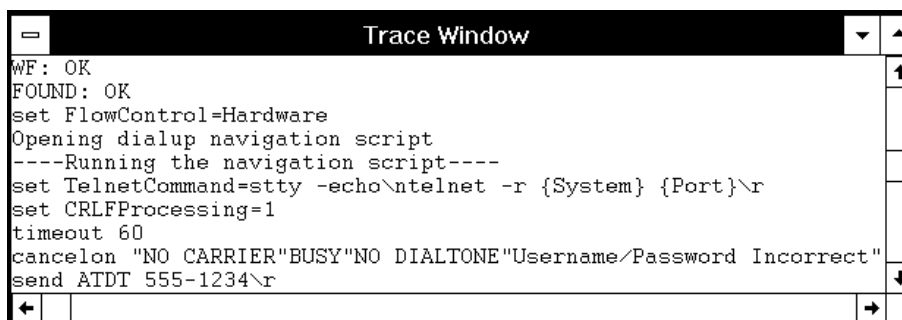 Trace Window
WF: OK
FOUND: OK
set FlowControl=Hardware
Opening dialup navigation script
----Running the navigation script----
set TelnetCommand=stty -echo\ntelnet -r {System} {Port}\r
set CRLFProcessing=1
timeout 60
cancelon "NO CARRIER"BUSY"NO DIALTONE"Username/Password Incorrect"
send ATDT 555-1234\r